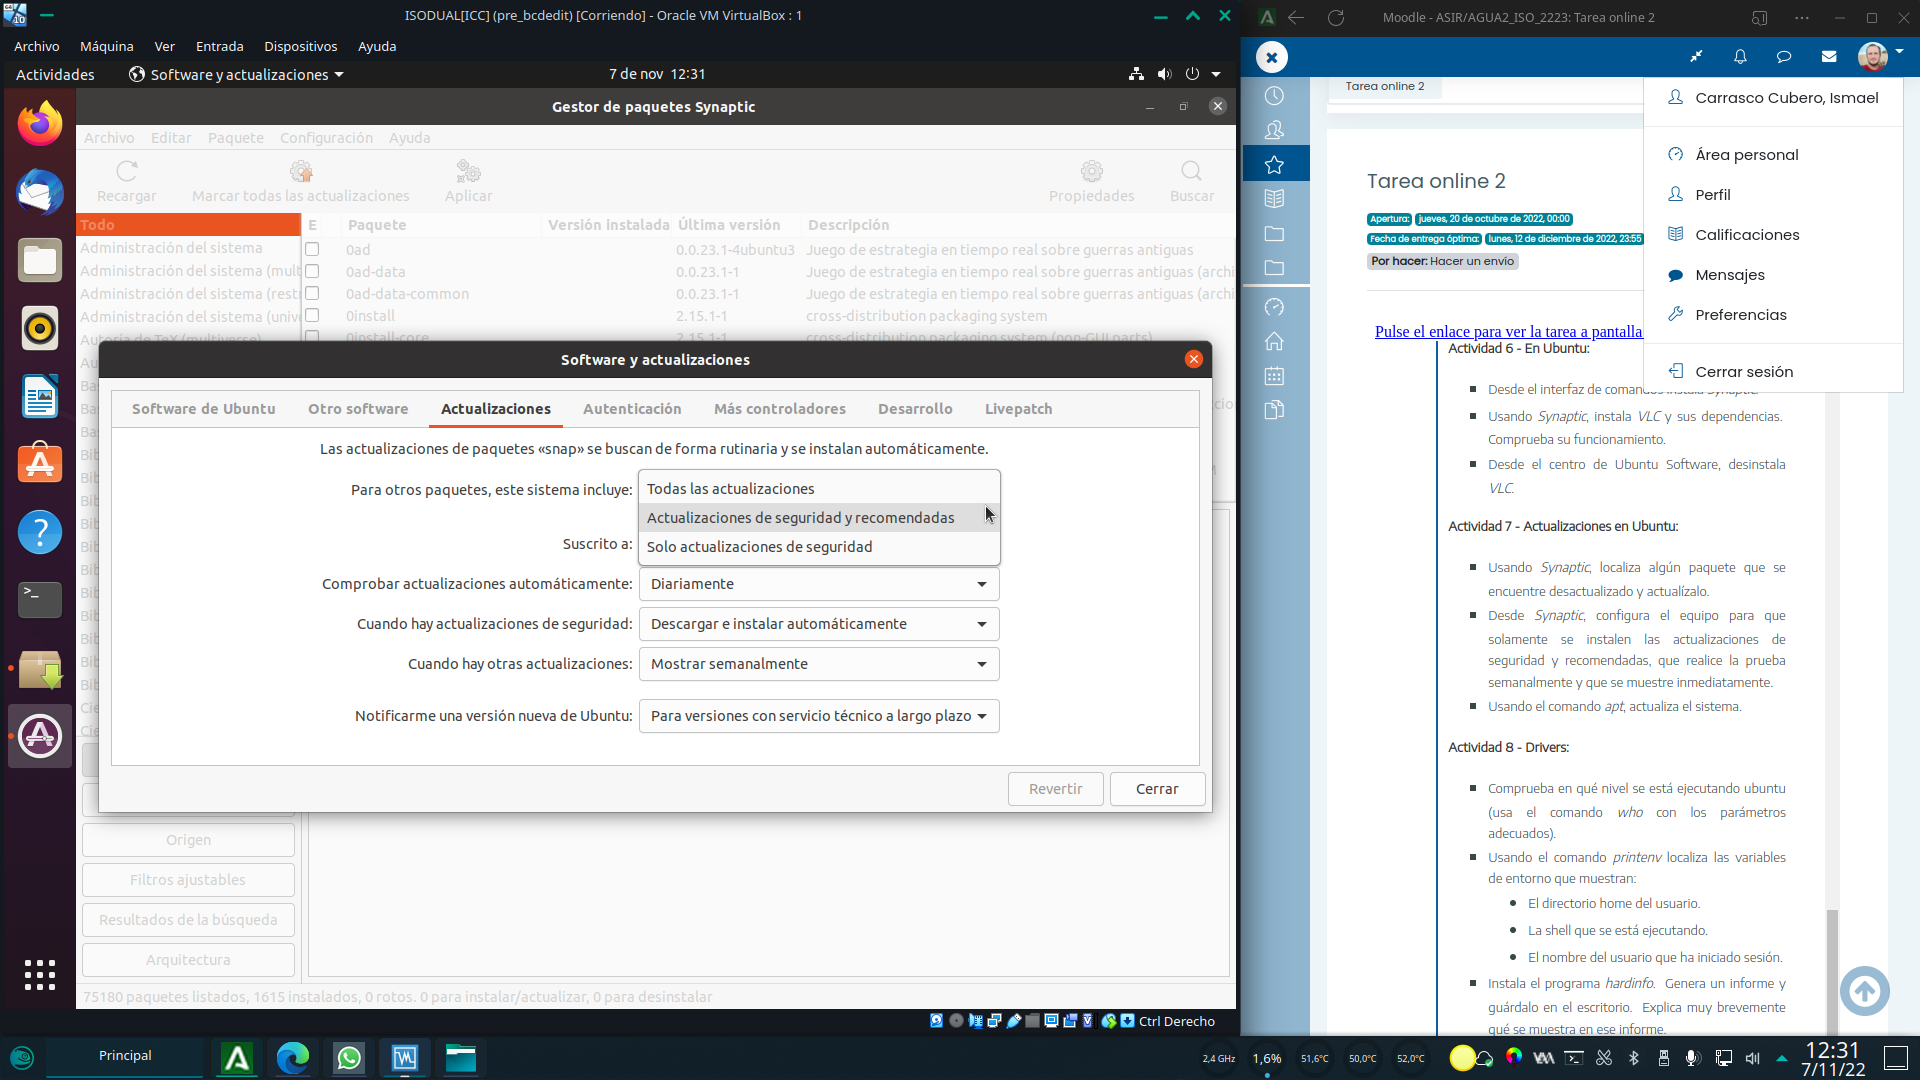 ISODUAL[ICC] (pre_bcdedit) [Corriendo] - Oracle VM VirtualBox : 1
Archivo Máquina Ver Entrada Dispositivos Ayuda
Actividades Software y actualizaciones 7 de nov 12:31
Gestor de paquetes Synaptic
Archivo Editar Paquete Configuración Ayuda
Recargar Marcar todas las actualizaciones Aplicar Propiedades Buscar
Todo
Administración del sistema
Administración del sistema (mult
Administración del sistema (restr
Administración del sistema (unive
Autoría de TeX (multiverse)
E Paquete Versión instalada Última versión Descripción
0ad 0.0.23.1-4ubuntu3 Juego de estrategia en tiempo real sobre guerras antiguas
0ad-data 0.0.23.1-1 Juego de estrategia en tiempo real sobre guerras antiguas (archi
0ad-data-common 0.0.23.1-1 Juego de estrategia en tiempo real sobre guerras antiguas (archi
0install 2.15.1-1 cross-distribution packaging system
0install-core 2.15.1-1 cross-distribution packaging system (non-GUI parts)
Software y actualizaciones
Software de Ubuntu Otro software Actualizaciones Autenticación Más controladores Desarrollo Livepatch
Las actualizaciones de paquetes «snap» se buscan de forma rutinaria y se instalan automáticamente.
Para otros paquetes, este sistema incluye:
Todas las actualizaciones
Actualizaciones de seguridad y recomendadas
Solo actualizaciones de seguridad
Suscrito a:
Comprobar actualizaciones automáticamente: Diariamente
Cuando hay actualizaciones de seguridad: Descargar e instalar automáticamente
Cuando hay otras actualizaciones: Mostrar semanalmente
Notificarme una versión nueva de Ubuntu: Para versiones con servicio técnico a largo plazo
Revertir Cerrar
Origen
Filtros ajustables
Resultados de la búsqueda
Arquitectura
75180 paquetes listados, 1615 instalados, 0 rotos. 0 para instalar/actualizar, 0 para desinstalar
Ctrl Derecho
Moodle - ASIR/AGUA2_ISO_2223: Tarea online 2
Tarea online 2
Carrasco Cubero, Ismael
Área personal
Perfil
Calificaciones
Mensajes
Preferencias
Cerrar sesión
Tarea online 2
Apertura: jueves, 20 de octubre de 2022, 00:00
Fecha de entrega óptima: lunes, 12 de diciembre de 2022, 23:55
Por hacer: Hacer un envío
Pulse el enlace para ver la tarea a pantalla
Actividad 6 - En Ubuntu:
Desde el interfaz de comandos instala Synaptic.
Usando Synaptic, instala VLC y sus dependencias.
Comprueba su funcionamiento.
Desde el centro de Ubuntu Software, desinstala
VLC.
Actividad 7 - Actualizaciones en Ubuntu:
Usando Synaptic, localiza algún paquete que se
encuentre desactualizado y actualízalo.
Desde Synaptic, configura el equipo para que
solamente se instalen las actualizaciones de
seguridad y recomendadas, que realice la prueba
semanalmente y que se muestre inmediatamente.
Usando el comando apt, actualiza el sistema.
Actividad 8 - Drivers:
Comprueba en qué nivel se está ejecutando ubuntu
(usa el comando who con los parámetros
adecuados).
Usando el comando printenv localiza las variables
de entorno que muestran:
El directorio home del usuario.
La shell que se está ejecutando.
El nombre del usuario que ha iniciado sesión.
Instala el programa hardinfo. Genera un informe y
guárdalo en el escritorio. Explica muy brevemente
qué se muestra en ese informe.
Principal
2,4 GHz 1,6% 51,6°C 50,0°C 52,0°C
12:31
7/11/22